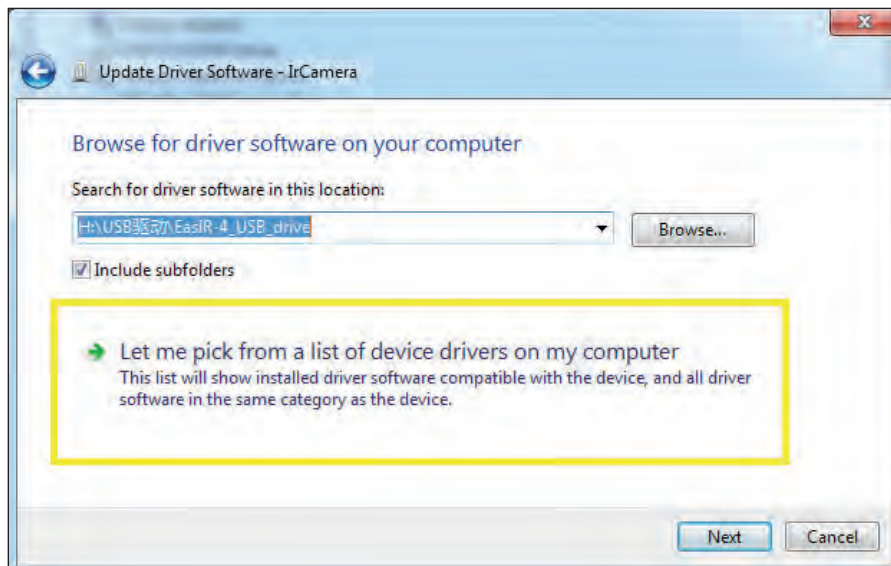 Update Driver Software - IrCamera
Browse for driver software on your computer
Search for driver software in this location:
H:\USB驱动\EasIR-4_USB_drive
Browse...
Include subfolders
Let me pick from a list of device drivers on my computer
This list will show installed driver software compatible with the device, and all driver
software in the same category as the device.
Next
Cancel